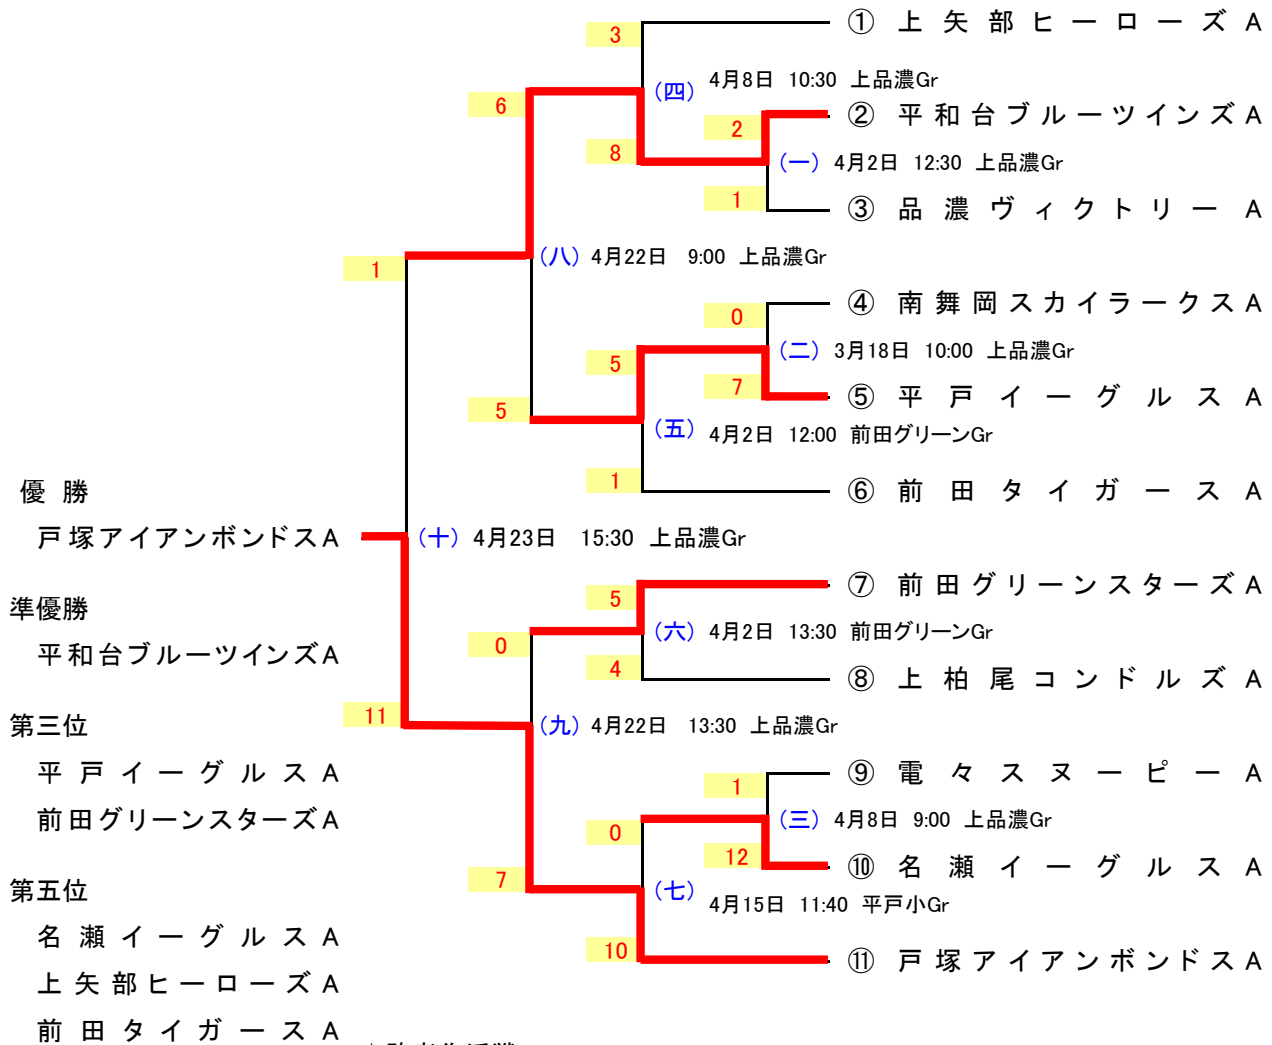 3
① 上矢部ヒーローズ A
(四) 4月8日 10:30 上品濃Gr
6
2
② 平和台ブルーツインズA
8
(一) 4月2日 12:30 上品濃Gr
1
③ 品濃ヴィクトリー A
(八) 4月22日 9:00 上品濃Gr
1
④ 南舞岡スカイラークスA
0
(二) 3月18日 10:00 上品濃Gr
5
7
⑤ 平戸イーグルス A
5
(五) 4月2日 12:00 前田グリーンGr
1
⑥ 前田タイガース A
優 勝
戸塚アイアンボンドスA
(十) 4月23日 15:30 上品濃Gr
⑦ 前田グリーンスターズA
5
準優勝
(六) 4月2日 13:30 前田グリーンGr
0
平和台ブルーツインズA
4
⑧ 上柏尾コンドルズ A
第三位
11
(九) 4月22日 13:30 上品濃Gr
平戸イーグルス A
⑨ 電々スヌーピー A
1
前田グリーンスターズA
(三) 4月8日 9:00 上品濃Gr
0
12
⑩ 名瀬イーグルス A
7
第五位
(七) 4月15日 11:40 平戸小Gr
名瀬イーグルス A
10
⑪ 戸塚アイアンボンドスA
上矢部ヒーローズA
前田タイガース A